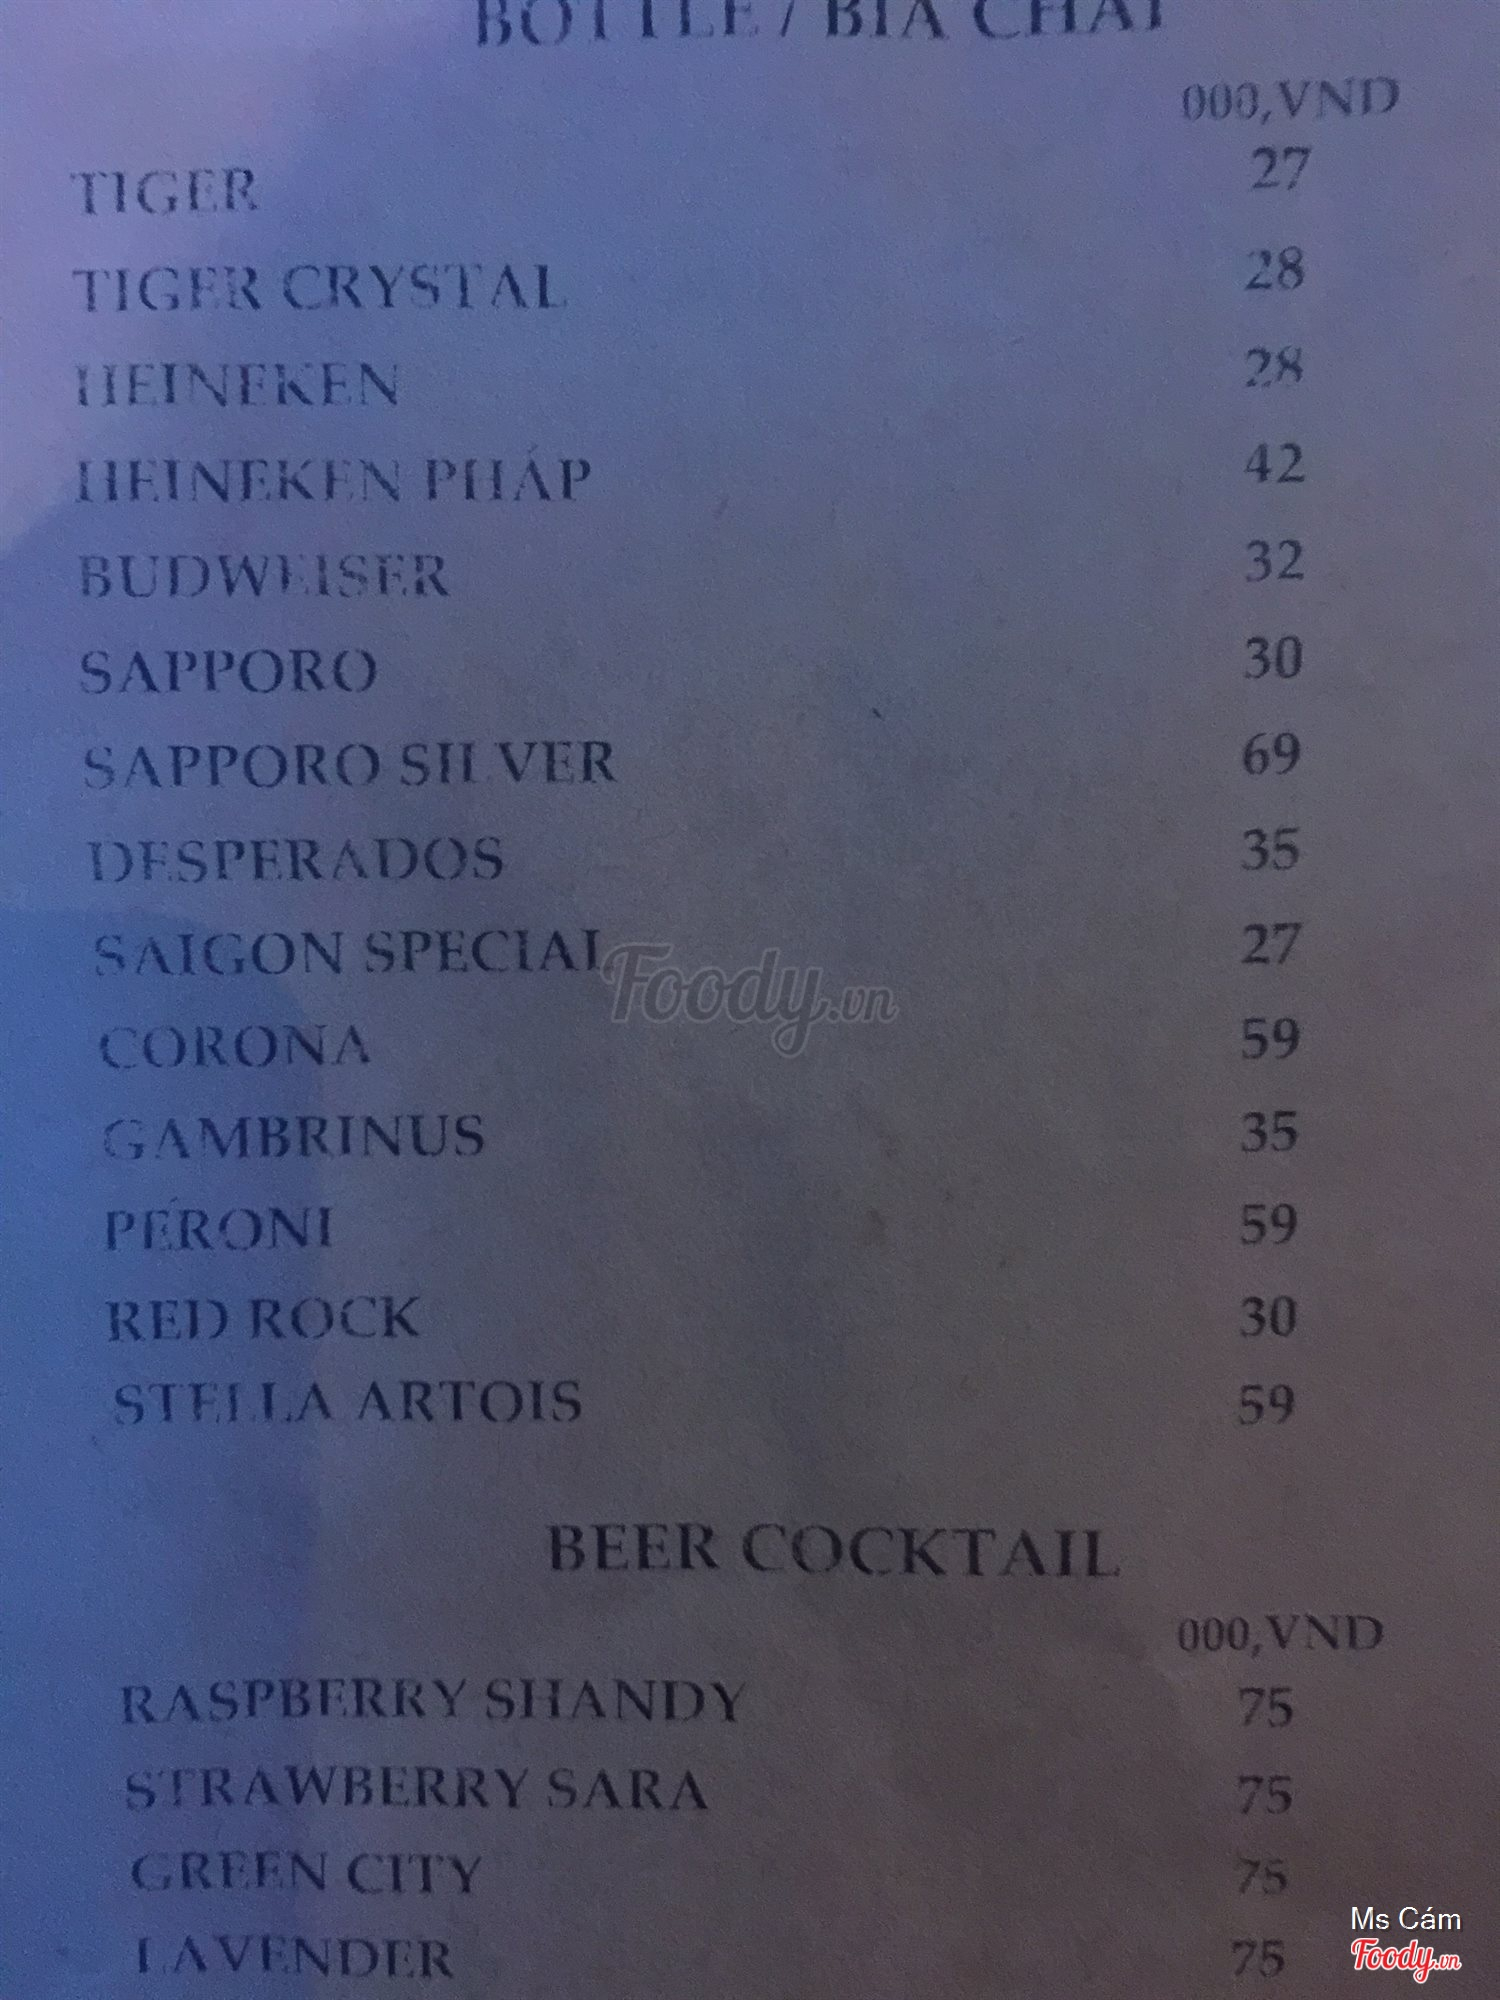 BOTTLE / BIA CHAI
000,VND
TIGER 27
TIGER CRYSTAL 28
HEINEKEN 28
HEINEKEN PHÁP 42
BUDWEISER 32
SAPPORO 30
SAPPORO SILVER 69
DESPERADOS 35
SAIGON SPECIAL 27
Foody.vn
CORONA 59
GAMBRINUS 35
PÉRONI 59
RED ROCK 30
STELLA ARTOIS 59
BEER COCKTAIL
000,VND
RASPBERRY SHANDY 75
STRAWBERRY SARA 75
GREEN CITY 75
LAVENDER 75
Ms Cám
Foody.vn